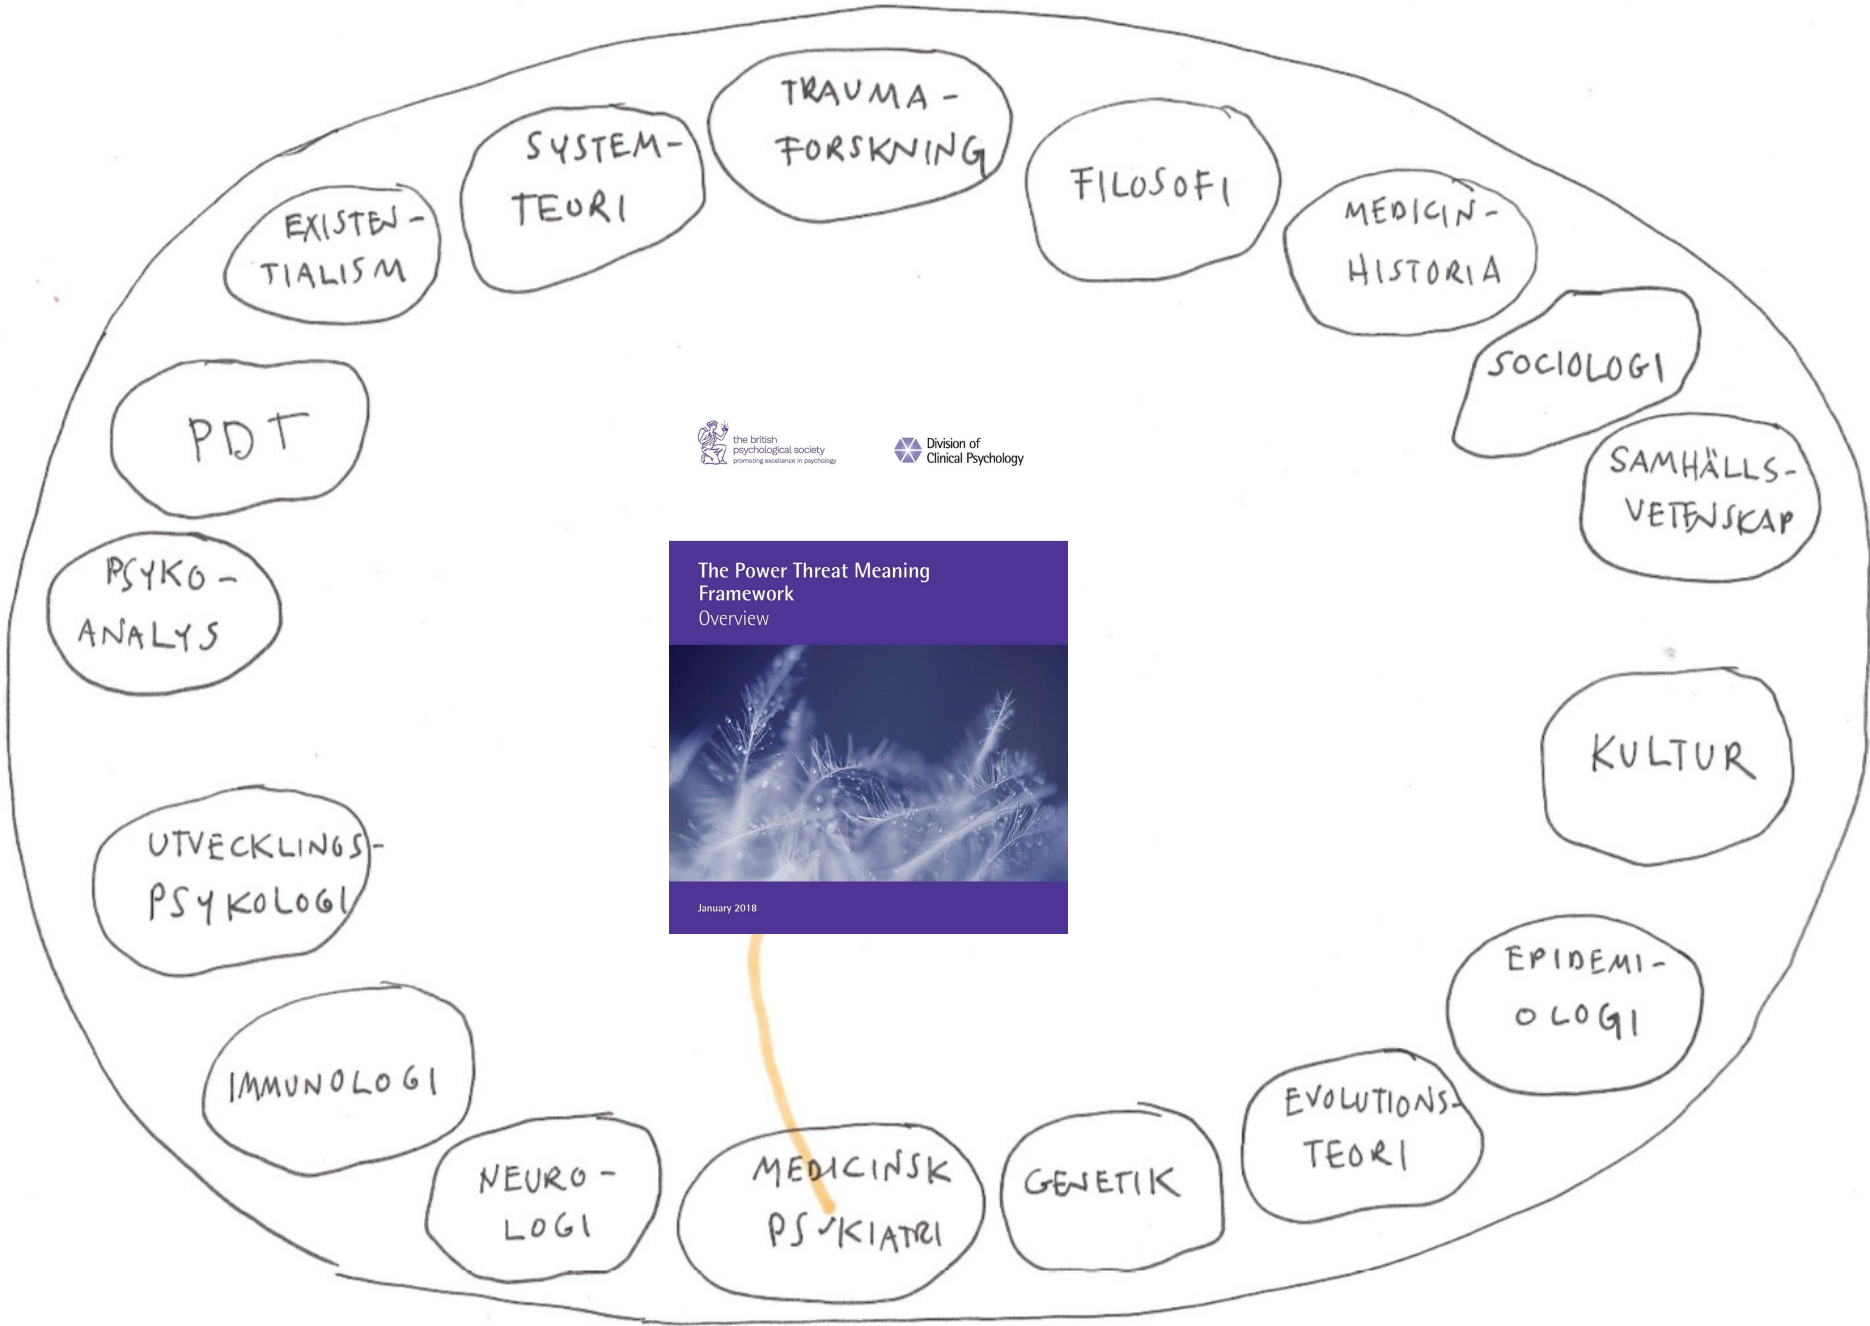 TRAUMA-
FORSKNING
SYSTEM-
TEORI
FILOSOFI
EXISTEN-
TIALISM
MEDICIN-
HISTORIA
SOCIOLOGI
PDT
SAMHÄLLS-
VETENSKAP
the british
psychological society
promoting excellence in psychology
Division of
Clinical Psychology
PSYKO-
ANALYS
The Power Threat Meaning
Framework
Overview
KULTUR
UTVECKLINGS-
PSYKOLOGI
January 2018
EPIDEMI-
OLOGI
IMMUNOLOGI
EVOLUTIONS-
TEORI
NEURO-
LOGI
MEDICINSK
PSYKIATRI
GENETIK